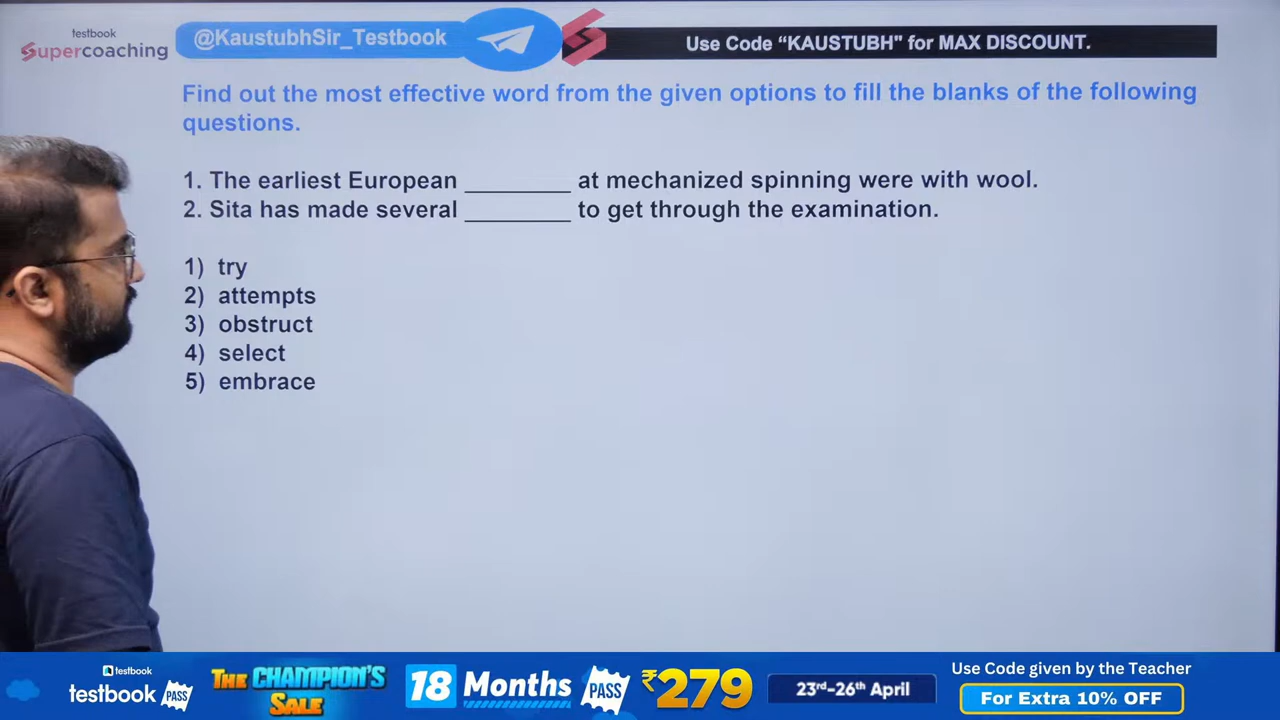 testbook
Supercoaching
@KaustubhSir_Testbook
Use Code “KAUSTUBH" for MAX DISCOUNT.
Find out the most effective word from the given options to fill the blanks of the following
questions.
1. The earliest European ________ at mechanized spinning were with wool.
2. Sita has made several ________ to get through the examination.
1) try
2) attempts
3) obstruct
4) select
5) embrace
testbook
testbook PASS
THE CHAMPION'S
SALE
18 Months PASS ₹279
23rd-26th April
Use Code given by the Teacher
For Extra 10% OFF